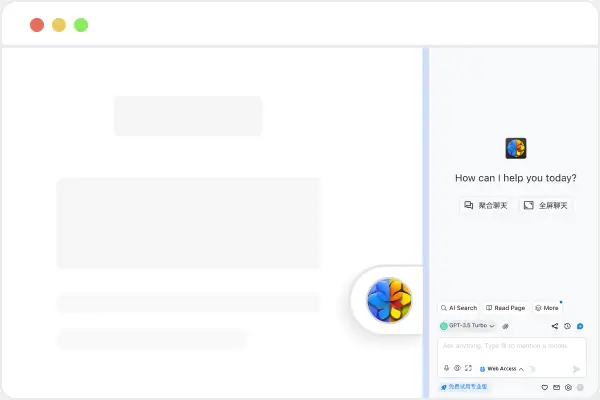 How can I help you today?
聚合聊天
全屏聊天
AI Search
Read Page
More
GPT-3.5 Turbo
Ask anything. Type @ to mention a model.
Web Access
免费试用专业版